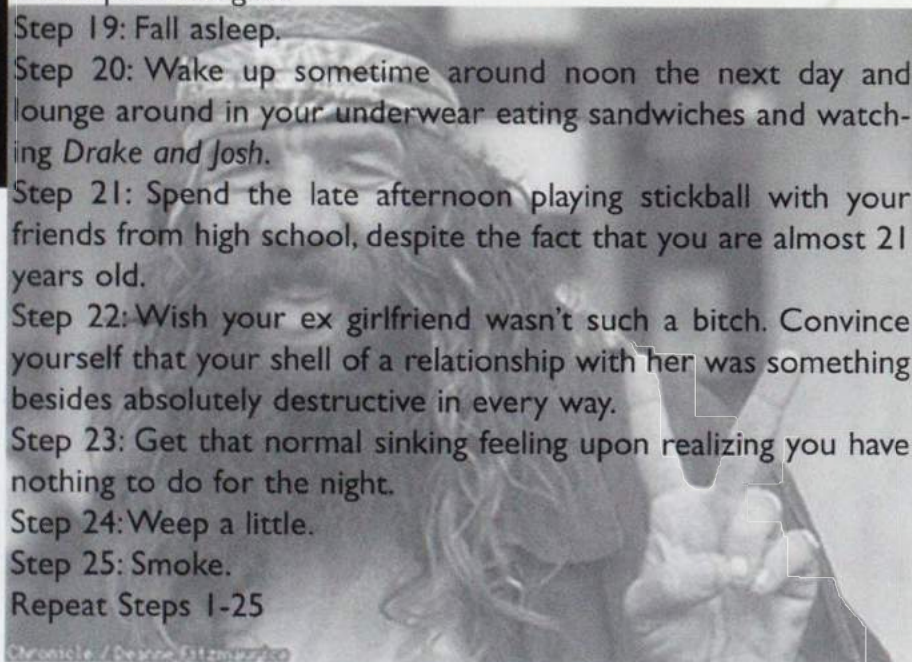 Step 19: Fall asleep.
Step 20: Wake up sometime around noon the next day and
lounge around in your underwear eating sandwiches and watch-
ing Drake and Josh.
Step 21: Spend the late afternoon playing stickball with your
friends from high school, despite the fact that you are almost 21
years old.
Step 22: Wish your ex girlfriend wasn't such a bitch. Convince
yourself that your shell of a relationship with her was something
besides absolutely destructive in every way.
Step 23: Get that normal sinking feeling upon realizing you have
nothing to do for the night.
Step 24: Weep a little.
Step 25: Smoke.
Repeat Steps 1-25
Chronicle / Deanne Fitzmaurice